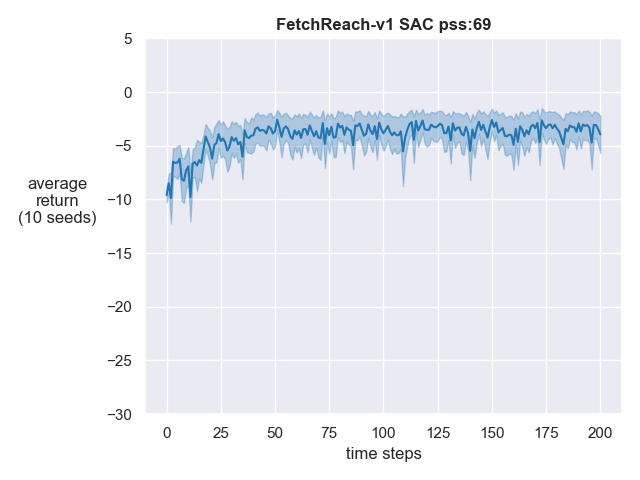 FetchReach-v1 SAC pss:69
5
0
−5
−10
−15
−20
−25
−30
average
return
(10 seeds)
0 25 50 75 100 125 150 175 200
time steps